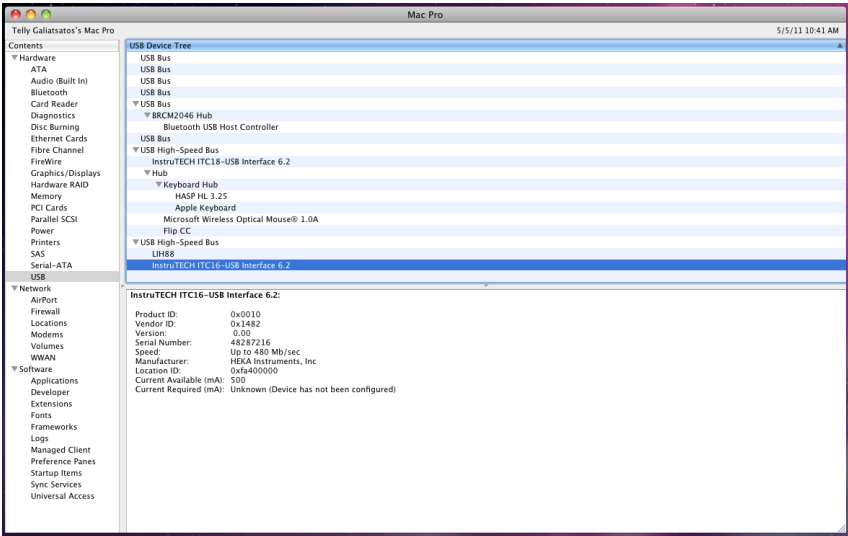 Mac Pro
Telly Galiatsatos's Mac Pro
5/5/11 10:41 AM
Contents
Hardware
ATA
Audio (Built In)
Bluetooth
Card Reader
Diagnostics
Disc Burning
Ethernet Cards
Fibre Channel
FireWire
Graphics/Displays
Hardware RAID
Memory
PCI Cards
Parallel SCSI
Power
Printers
SAS
Serial-ATA
USB
Network
AirPort
Firewall
Locations
Modems
Volumes
WWAN
Software
Applications
Developer
Extensions
Fonts
Frameworks
Logs
Managed Client
Preference Panes
Startup Items
Sync Services
Universal Access
USB Device Tree
USB Bus
USB Bus
USB Bus
USB Bus
USB Bus
BRCM2046 Hub
Bluetooth USB Host Controller
USB Bus
USB High-Speed Bus
InstruTECH ITC18-USB Interface 6.2
Hub
Keyboard Hub
HASP HL 3.25
Apple Keyboard
Microsoft Wireless Optical Mouse® 1.0A
Flip CC
USB High-Speed Bus
LIH88
InstruTECH ITC16-USB Interface 6.2
InstruTECH ITC16-USB Interface 6.2:
Product ID: 0x0010
Vendor ID: 0x1482
Version: 0.00
Serial Number: 48287216
Speed: Up to 480 Mb/sec
Manufacturer: HEKA Instruments, Inc
Location ID: 0xfa400000
Current Available (mA): 500
Current Required (mA): Unknown (Device has not been configured)